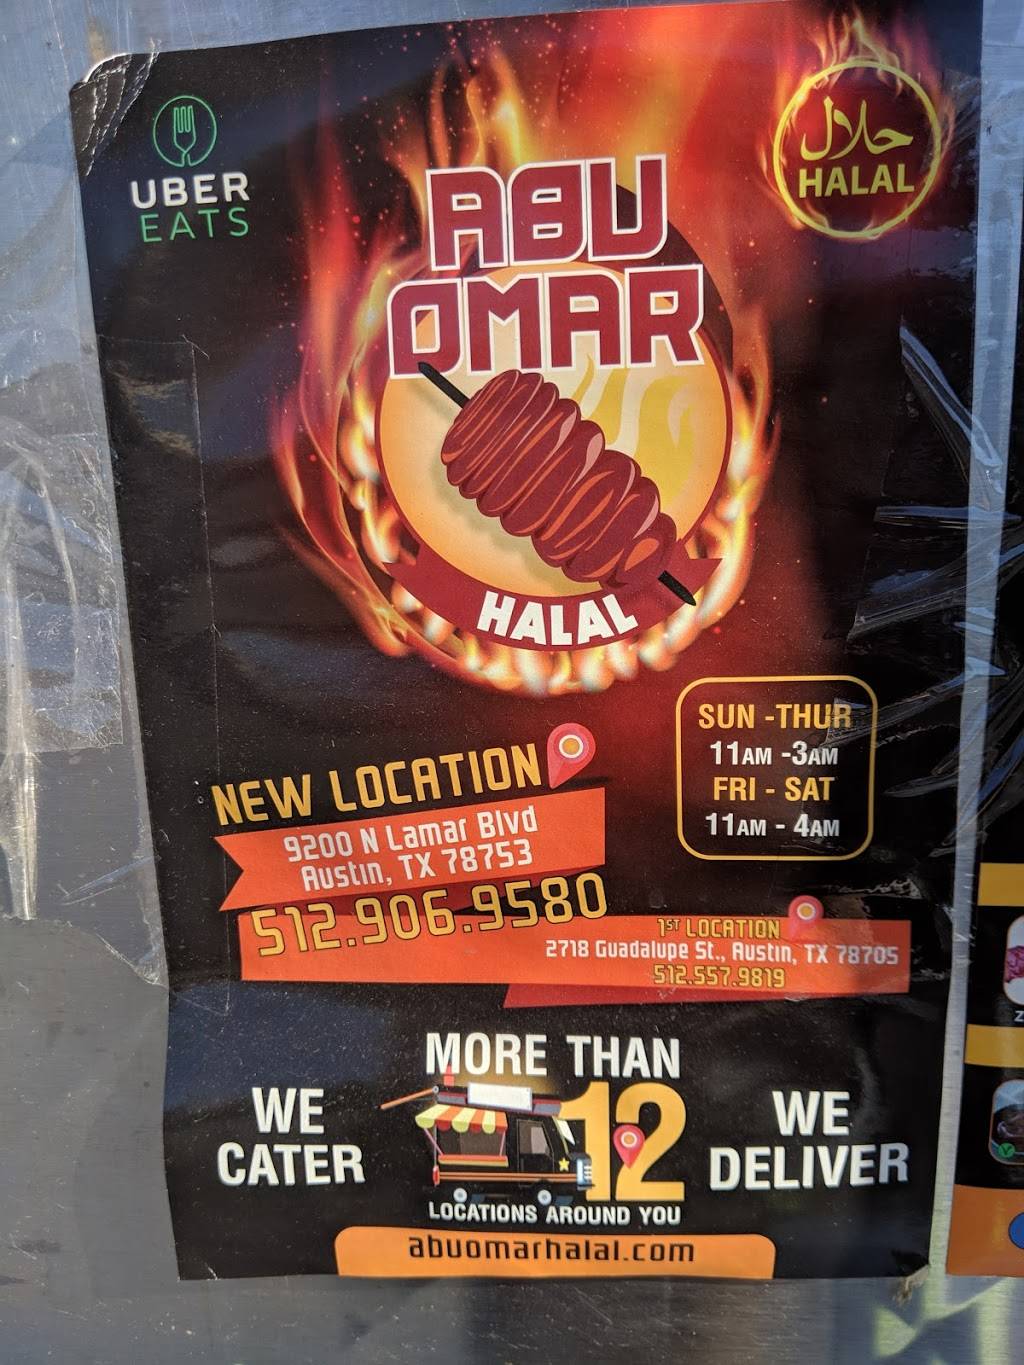 UBER
EATS
حلال
HALAL
ABU
OMAR
HALAL
SUN -THUR
11AM -3AM
FRI - SAT
11AM - 4AM
NEW LOCATION
9200 N Lamar Blvd
Austin, TX 78753
512.906.9580
1ST LOCATION
2718 Guadalupe St., Austin, TX 78705
512.557.9819
WE
CATER
MORE THAN
12
LOCATIONS AROUND YOU
WE
DELIVER
abuomarhalal.com